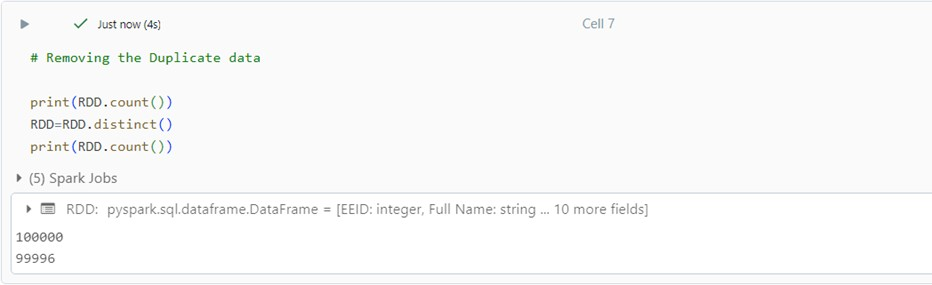 Just now (4s)
Cell 7
# Removing the Duplicate data
print(RDD.count())
RDD=RDD.distinct()
print(RDD.count())
(5) Spark Jobs
RDD: pyspark.sql.dataframe.DataFrame = [EEID: integer, Full Name: string ... 10 more fields]
100000
99996